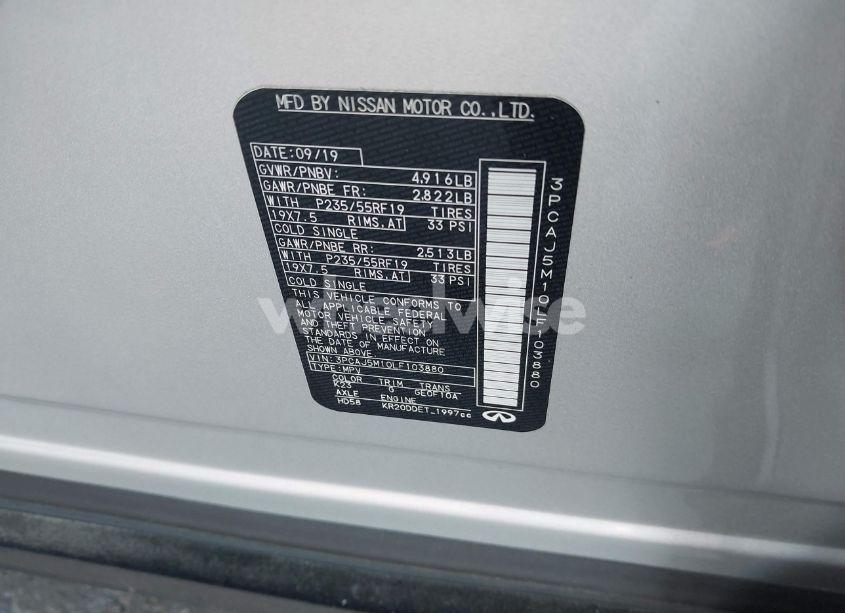 MFD BY NISSAN MOTOR CO.,LTD.
DATE:09/19
GVWR/PNBV: 4,916LB
GAWR/PNBE FR: 2,822LB
WITH P235/55RF19 TIRES
19X7.5 RIMS.AT 33 PSI
COLD SINGLE
GAWR/PNBE RR: 2,513LB
WITH P235/55RF19 TIRES
19X7.5 RIMS.AT 33 PSI
COLD SINGLE
THIS VEHICLE CONFORMS TO
ALL APPLICABLE FEDERAL
MOTOR VEHICLE SAFETY
AND THEFT PREVENTION
STANDARDS IN EFFECT ON
THE DATE OF MANUFACTURE
SHOWN ABOVE.
VIN:3PCAJ5M10LF103880
TYPE:MPV
COLOR TRIM TRANS
K23 G GE0F10A
AXLE ENGINE
HD58 KR20DDET_1997cc
3PCAJ5M10LF103880